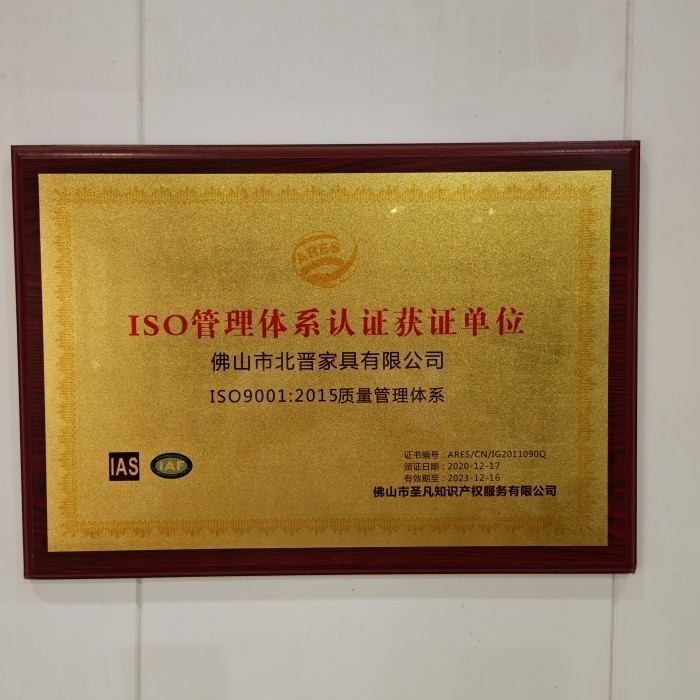 ARES
ISO管理体系认证获证单位
佛山市北晋家具有限公司
ISO9001:2015质量管理体系
IAS
IAF
证书编号：ARES/CN/IG2011090Q
颁证日期：2020-12-17
有效期至：2023-12-16
佛山市圣凡知识产权服务有限公司